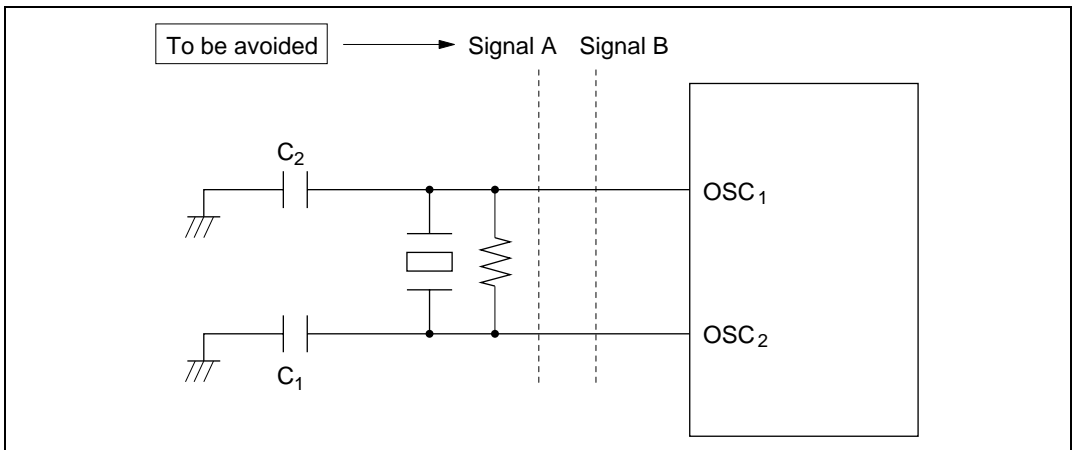 To be avoided
Signal A Signal B
C2
OSC1
OSC2
C1